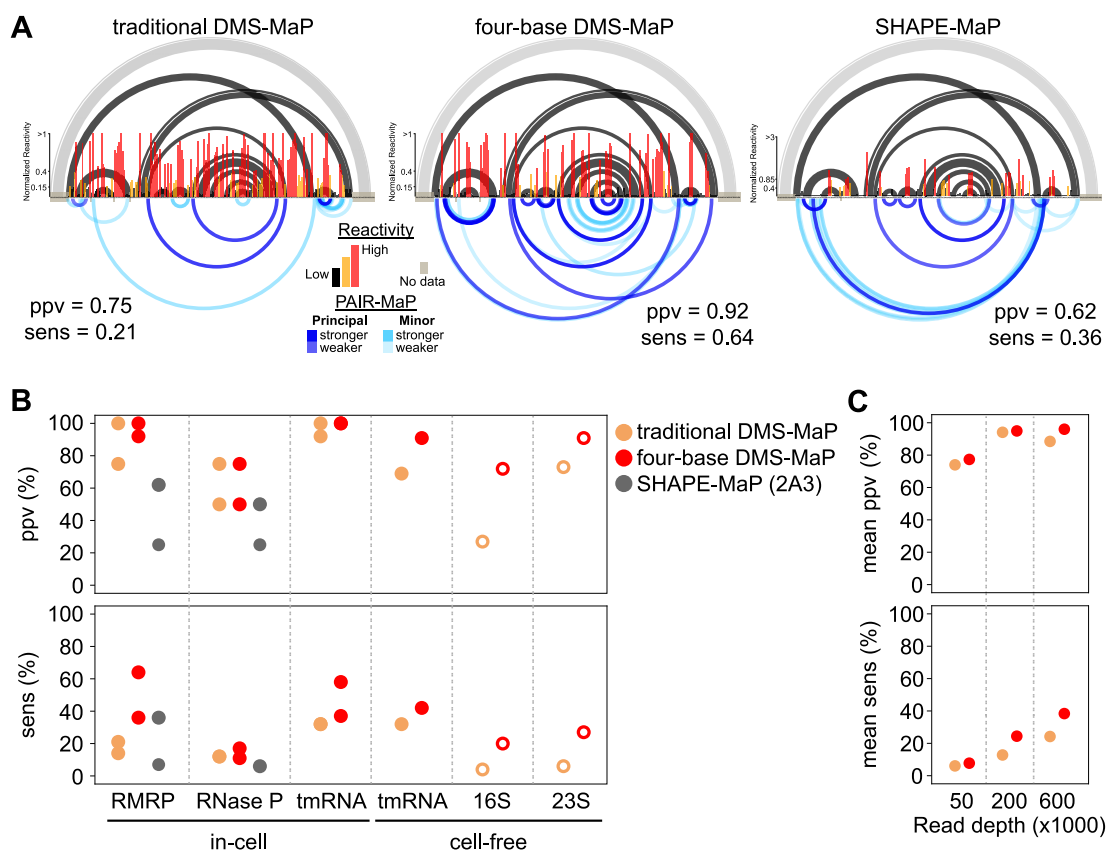 A
traditional DMS-MaP
four-base DMS-MaP
SHAPE-MaP
Normalized Reactivity
>1
0.4
0.15
Normalized Reactivity
>1
0.4
0.15
Normalized Reactivity
>3
0.85
0.4
Reactivity
High
Low
No data
PAIR-MaP
Principal Minor
stronger stronger
weaker weaker
ppv = 0.75
sens = 0.21
ppv = 0.92
sens = 0.64
ppv = 0.62
sens = 0.36
B
ppv (%)
100
80
60
40
20
0
sens (%)
100
80
60
40
20
0
RMRP RNase P tmRNA tmRNA 16S 23S
in-cell cell-free
traditional DMS-MaP
four-base DMS-MaP
SHAPE-MaP (2A3)
C
mean ppv (%)
100
80
60
40
20
0
mean sens (%)
100
80
60
40
20
0
50 200 600
Read depth (x1000)